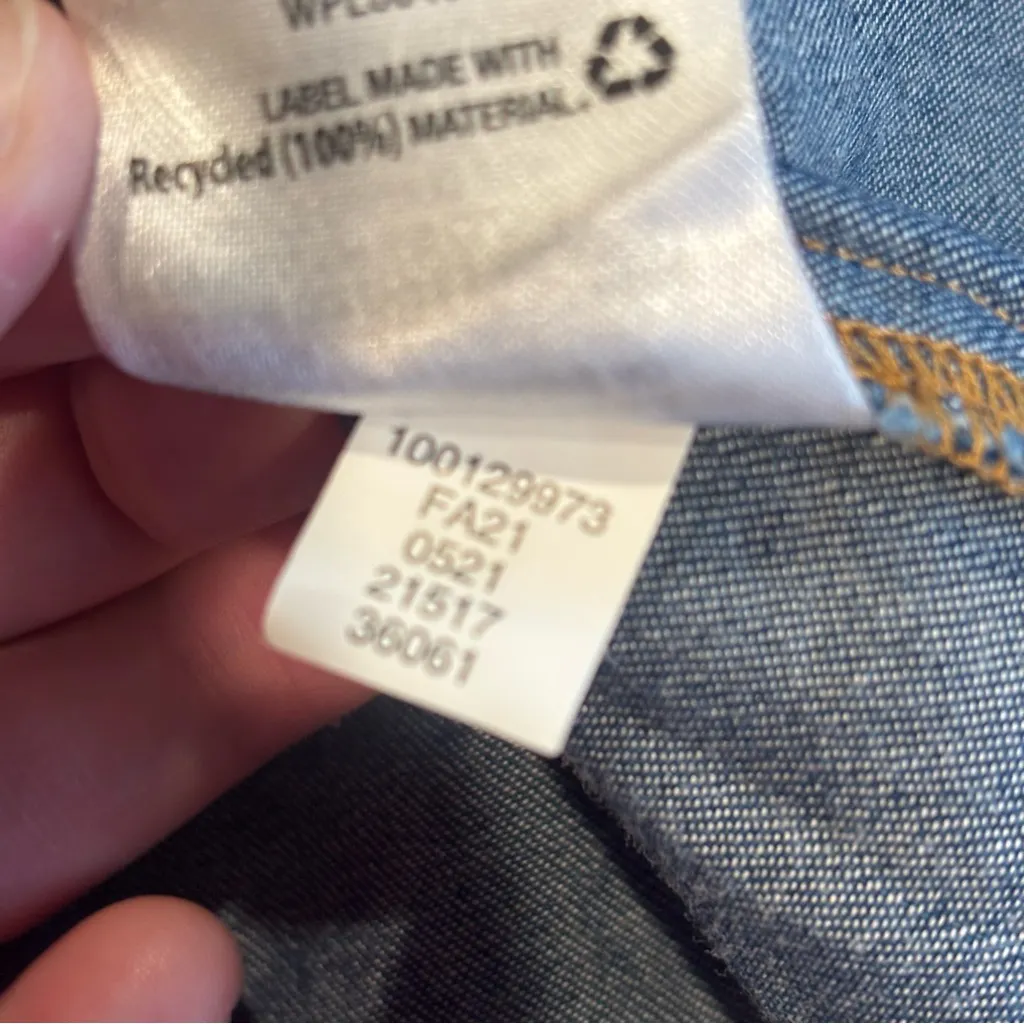 LABEL MADE WITH
Recycled (100%) MATERIAL.
100129973
FA21
0521
21517
36061